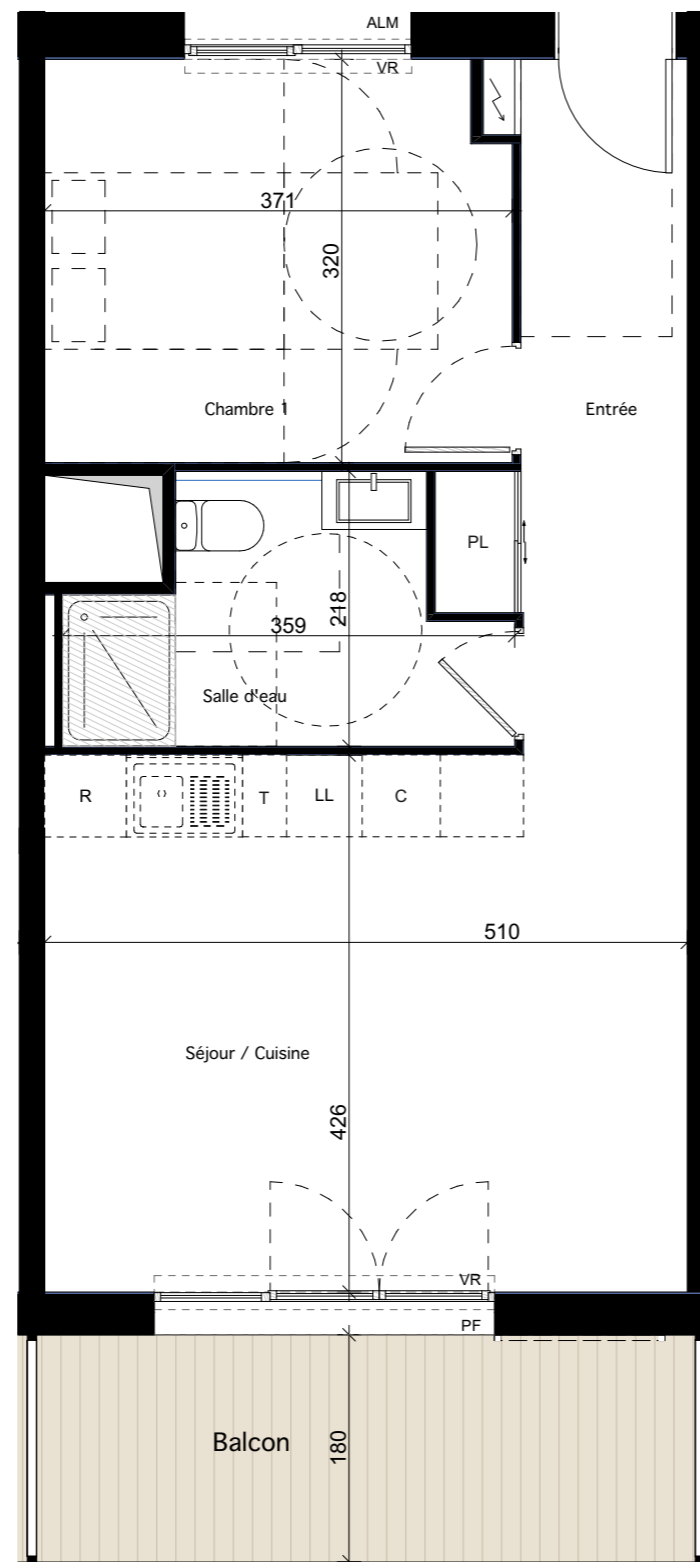 ALM
VR
371
320
Chambre 1
Entrée
PL
218
359
Salle d'eau
R
T
LL
C
510
Séjour / Cuisine
426
VR
PF
Balcon
180